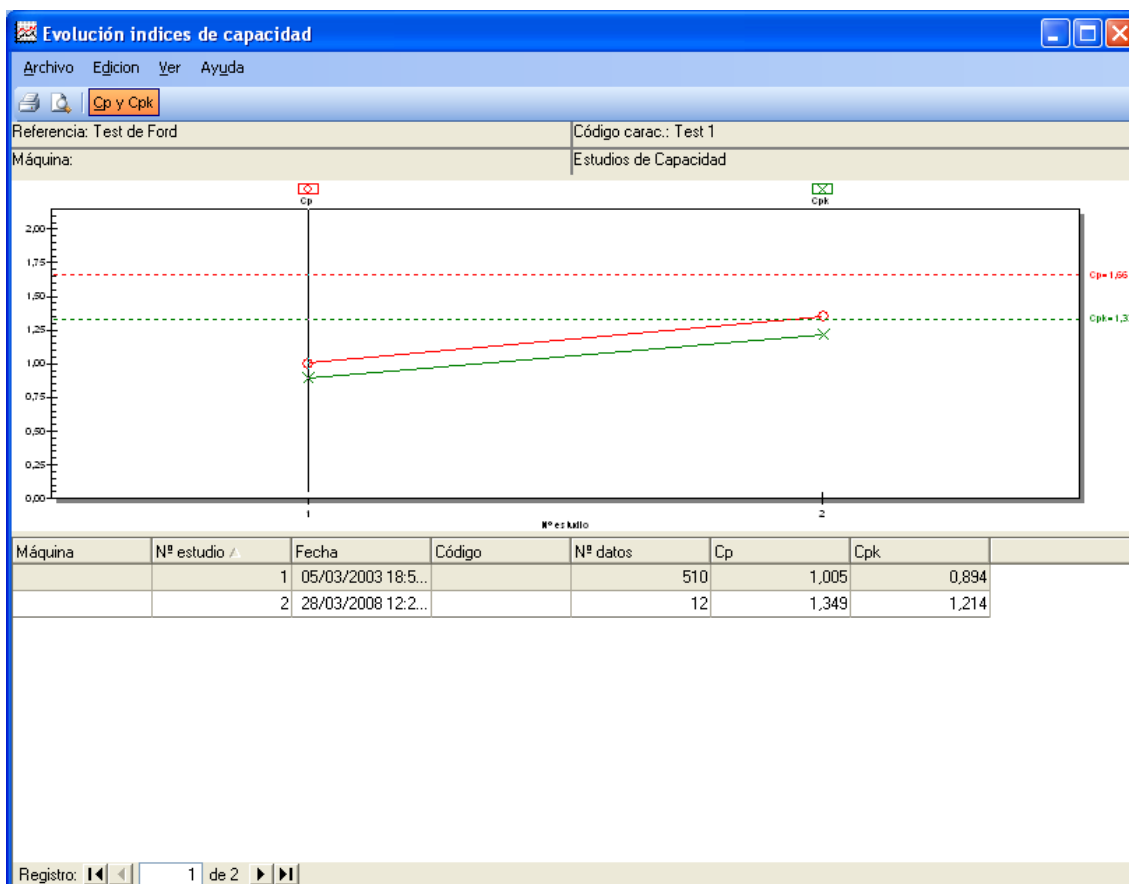 Evolución indices de capacidad
Archivo Edicion Ver Ayuda
Cp y Cpk
Referencia: Test de Ford Código carac.: Test 1
Máquina: Estudios de Capacidad
Cp Cpk
2,00
1,75
Cp=1,66
1,50
Cpk=1,3
1,25
1,00
0,75
0,50
0,25
0,00
1 2
Nº estudio
Máquina Nº estudio Fecha Código Nº datos Cp Cpk
1 05/03/2003 18:5... 510 1,005 0,894
2 28/03/2008 12:2... 12 1,349 1,214
Registro: 1 de 2